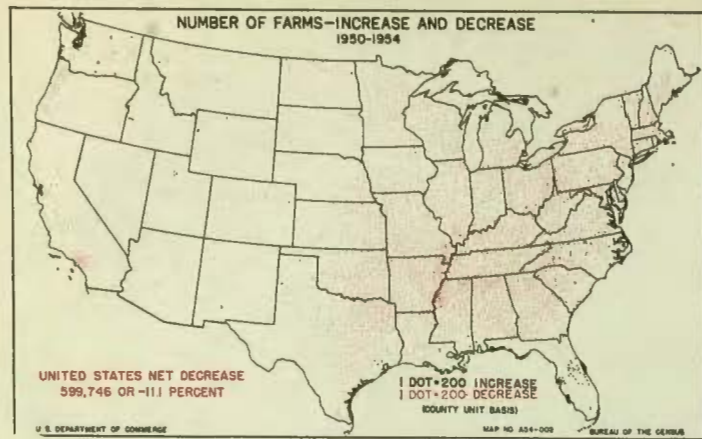 NUMBER OF FARMS-INCREASE AND DECREASE
1950-1954
UNITED STATES NET DECREASE
599,746 OR -11.1 PERCENT
1 DOT=200 INCREASE
1 DOT=200 DECREASE
(COUNTY UNIT BASIS)
U. S. DEPARTMENT OF COMMERCE
MAP NO. A54-002
BUREAU OF THE CENSUS